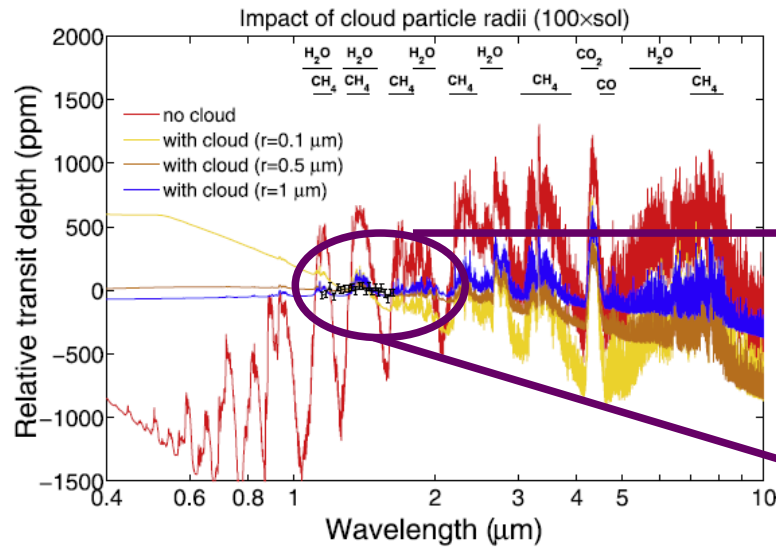 Impact of cloud particle radii (100×sol)
H₂O H₂O H₂O H₂O CO₂ H₂O
CH₄ CH₄ CH₄ CH₄ CH₄ CO CH₄
no cloud
with cloud (r=0.1 μm)
with cloud (r=0.5 μm)
with cloud (r=1 μm)
Relative transit depth (ppm)
2000
1500
1000
500
0
−500
−1000
−1500
0.4 0.6 1 2 3 4 5 10
Wavelength (μm)